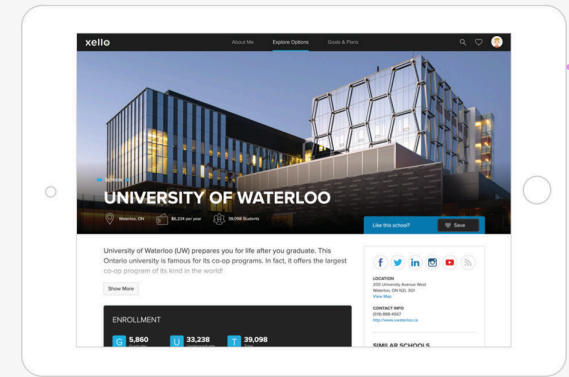 xello
About Me
Explore Options
Goals & Plans
UNIVERSITY OF WATERLOO
Waterloo, ON
$6,234 per year
39,098 Students
Like this school?
Save
University of Waterloo (UW) prepares you for life after you graduate. This
Ontario university is famous for its co-op programs. In fact, it offers the largest
co-op program of its kind in the world!
Show More
LOCATION
200 University Avenue West
Waterloo, ON N2L 3G1
View Map
CONTACT INFO
(519) 888-4567
http://www.uwaterloo.ca
ENROLLMENT
G 5,860
U 33,238
T 39,098
SIMILAR SCHOOLS